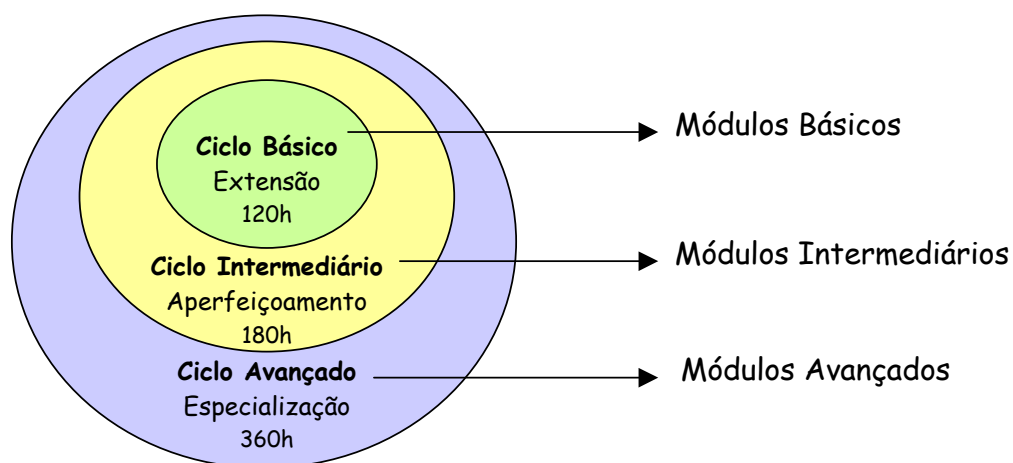 Ciclo Básico
Extensão
120h
Módulos Básicos
Ciclo Intermediário
Aperfeiçoamento
180h
Módulos Intermediários
Ciclo Avançado
Especialização
360h
Módulos Avançados